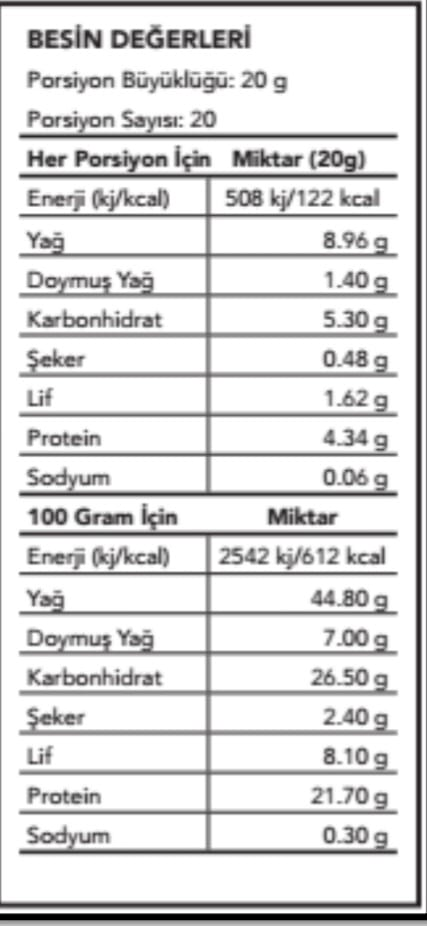 BESİN DEĞERLERİ
Porsiyon Büyüklüğü: 20 g
Porsiyon Sayısı: 20
Her Porsiyon İçin Miktar (20g)
Enerji (kj/kcal) 508 kj/122 kcal
Yağ 8.96 g
Doymuş Yağ 1.40 g
Karbonhidrat 5.30 g
Şeker 0.48 g
Lif 1.62 g
Protein 4.34 g
Sodyum 0.06 g
100 Gram İçin Miktar
Enerji (kj/kcal) 2542 kj/612 kcal
Yağ 44.80 g
Doymuş Yağ 7.00 g
Karbonhidrat 26.50 g
Şeker 2.40 g
Lif 8.10 g
Protein 21.70 g
Sodyum 0.30 g